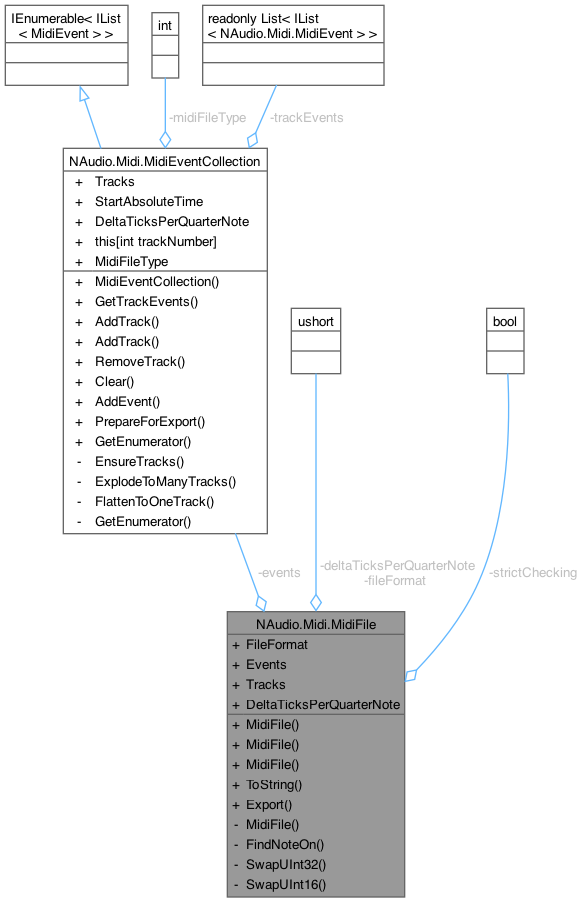 IEnumerable< IList
< MidiEvent > >
int
readonly List< IList
< NAudio.Midi.MidiEvent > >
-midiFileType
-trackEvents
NAudio.Midi.MidiEventCollection
+ Tracks
+ StartAbsoluteTime
+ DeltaTicksPerQuarterNote
+ this[int trackNumber]
+ MidiFileType
+ MidiEventCollection()
+ GetTrackEvents()
+ AddTrack()
+ AddTrack()
+ RemoveTrack()
+ Clear()
+ AddEvent()
+ PrepareForExport()
+ GetEnumerator()
- EnsureTracks()
- ExplodeToManyTracks()
- FlattenToOneTrack()
- GetEnumerator()
ushort
bool
-events
-deltaTicksPerQuarterNote
-fileFormat
-strictChecking
NAudio.Midi.MidiFile
+ FileFormat
+ Events
+ Tracks
+ DeltaTicksPerQuarterNote
+ MidiFile()
+ MidiFile()
+ MidiFile()
+ ToString()
+ Export()
- MidiFile()
- FindNoteOn()
- SwapUInt32()
- SwapUInt16()